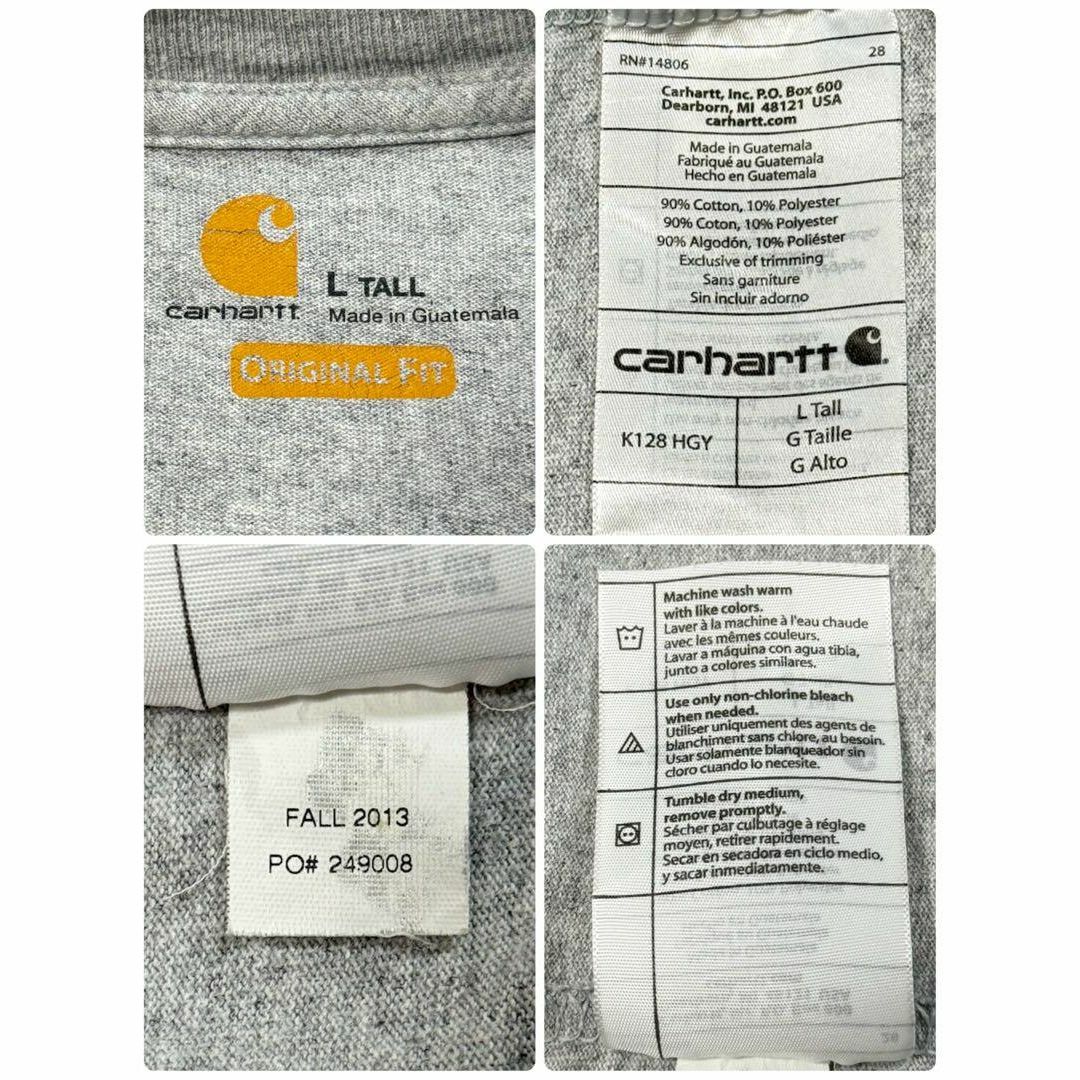 carhartt
L TALL
Made in Guatemala
ORIGINAL FIT
RN#14806 28
Carhartt, Inc. P.O. Box 600
Dearborn, MI 48121 USA
carhartt.com
Made in Guatemala
Fabriqué au Guatemala
Hecho en Guatemala
90% Cotton, 10% Polyester
90% Coton, 10% Polyester
90% Algodón, 10% Poliéster
Exclusive of trimming
Sans garniture
Sin incluir adorno
carhartt
K128 HGY
L Tall
G Taille
G Alto
FALL 2013
PO# 249008
Machine wash warm
with like colors.
Laver à la machine à l'eau chaude
avec les mêmes couleurs.
Lavar a máquina con agua tibia,
junto a colores similares.
Use only non-chlorine bleach
when needed.
Utiliser uniquement des agents de
blanchiment sans chlore, au besoin.
Usar solamente blanqueador sin
cloro cuando lo necesite.
Tumble dry medium,
remove promptly.
Sécher par culbutage à réglage
moyen, retirer rapidement.
Secar en secadora en ciclo medio,
y sacar inmediatamente.